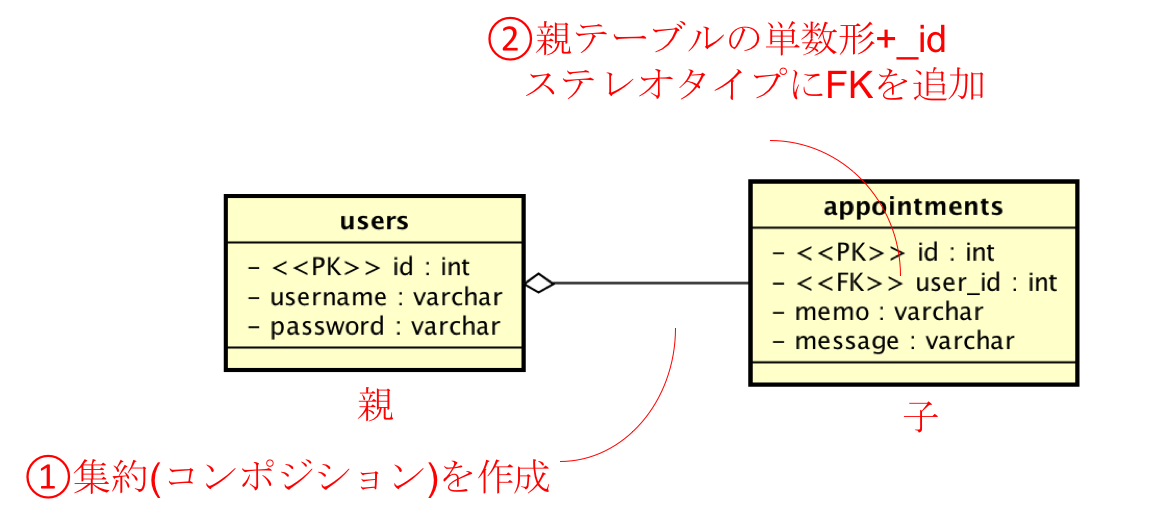 ②親テーブルの単数形+_id
ステレオタイプにFKを追加
users
- <<PK>> id : int
- username : varchar
- password : varchar
appointments
- <<PK>> id : int
- <<FK>> user_id : int
- memo : varchar
- message : varchar
親
子
①集約(コンポジション)を作成